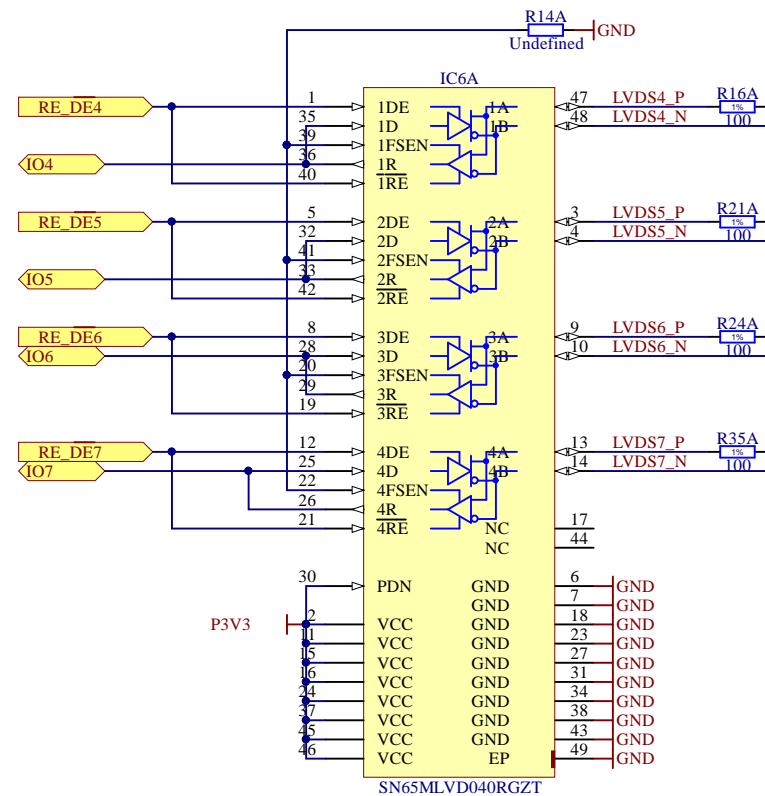 R14A
GND
Undefined
IC6A
RE_DE4 1 1DE 1A 47 LVDS4_P R16A
1%
35 1D 1B 48 LVDS4_N 100
39 1FSEN
IO4 36 1R
40 1RE
RE_DE5 5 2DE 2A 3 LVDS5_P R21A
1%
32 2D 2B 4 LVDS5_N 100
41 2FSEN
IO5 33 2R
42 2RE
RE_DE6 8 3DE 3A 9 LVDS6_P R24A
1%
IO6 28 3D 3B 10 LVDS6_N 100
20 3FSEN
29 3R
19 3RE
RE_DE7 12 4DE 4A 13 LVDS7_P R35A
1%
IO7 25 4D 4B 14 LVDS7_N 100
22 4FSEN
26 4R
21 4RE NC 17
NC 44
30 PDN GND 6 GND
GND 7 GND
P3V3 2 VCC GND 18 GND
11 VCC GND 23 GND
15 VCC GND 27 GND
16 VCC GND 31 GND
24 VCC GND 34 GND
37 VCC GND 38 GND
45 VCC GND 43 GND
46 VCC EP 49 GND
SN65MLVD040RGZT